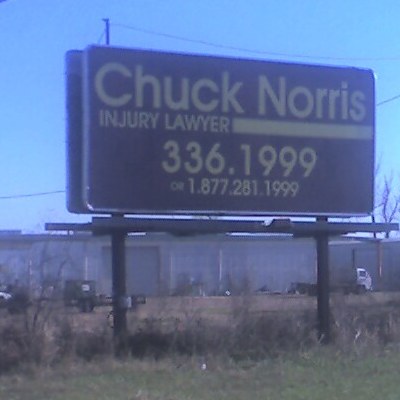 Chuck Norris
INJURY LAWYER
336.1999
OR 1.877.281.1999